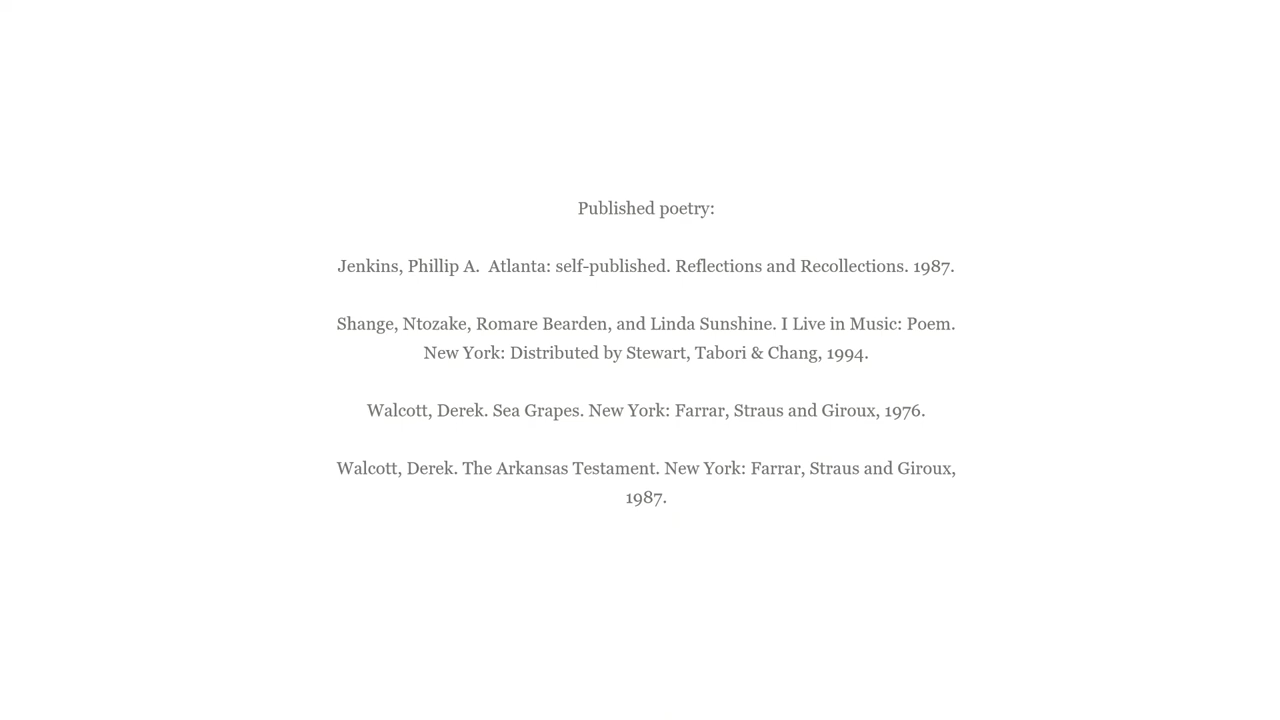 Published poetry:
Jenkins, Phillip A.  Atlanta: self-published. Reflections and Recollections. 1987.
Shange, Ntozake, Romare Bearden, and Linda Sunshine. I Live in Music: Poem.
New York: Distributed by Stewart, Tabori & Chang, 1994.
Walcott, Derek. Sea Grapes. New York: Farrar, Straus and Giroux, 1976.
Walcott, Derek. The Arkansas Testament. New York: Farrar, Straus and Giroux,
1987.